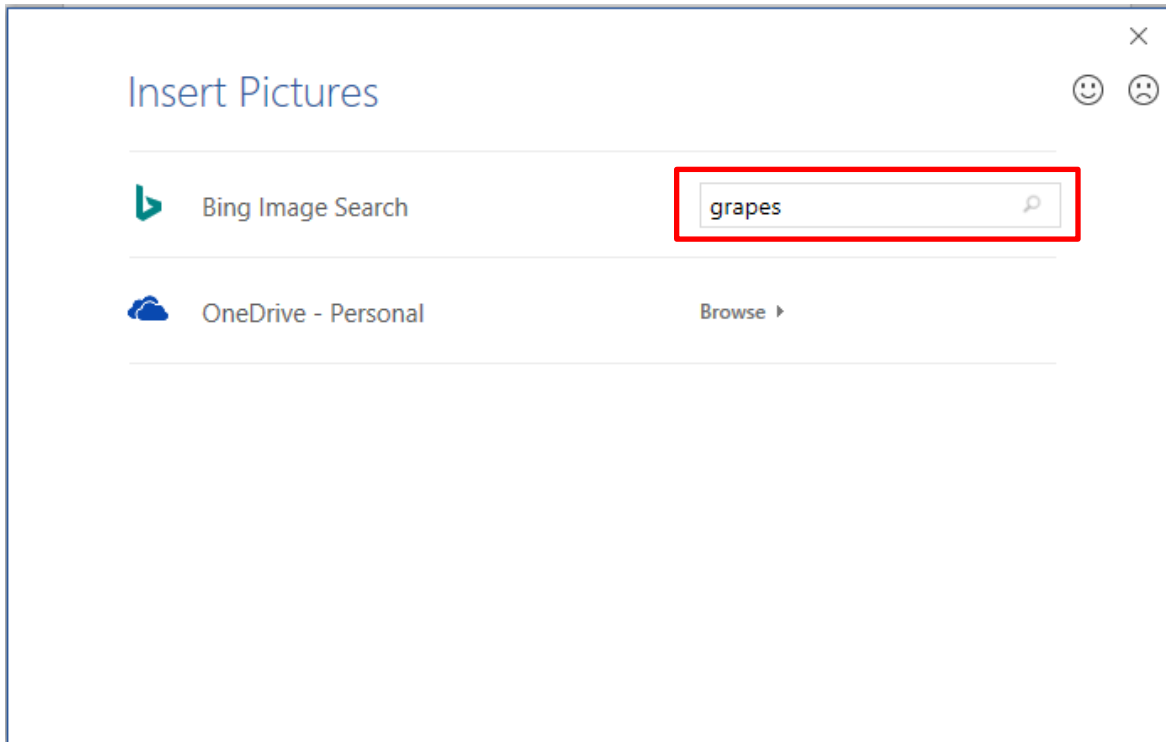 Insert Pictures
Bing Image Search
grapes
OneDrive - Personal
Browse